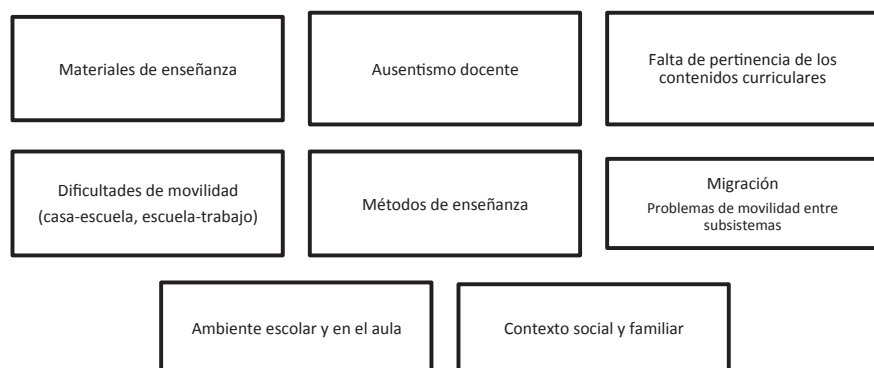 Materiales de enseñanza
Ausentismo docente
Falta de pertinencia de los
contenidos curriculares
Dificultades de movilidad
(casa-escuela, escuela-trabajo)
Métodos de enseñanza
Migración
Problemas de movilidad entre
subsistemas
Ambiente escolar y en el aula
Contexto social y familiar